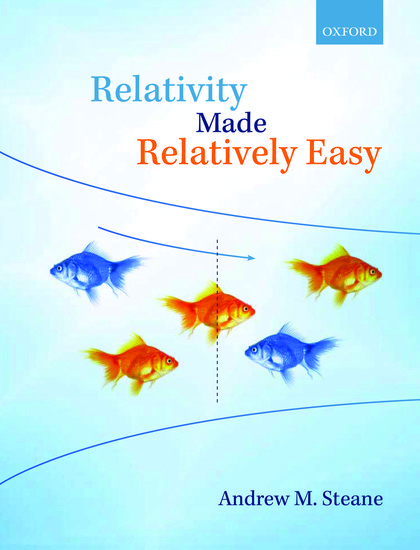 OXFORD
Relativity
Made
Relatively Easy
Andrew M. Steane